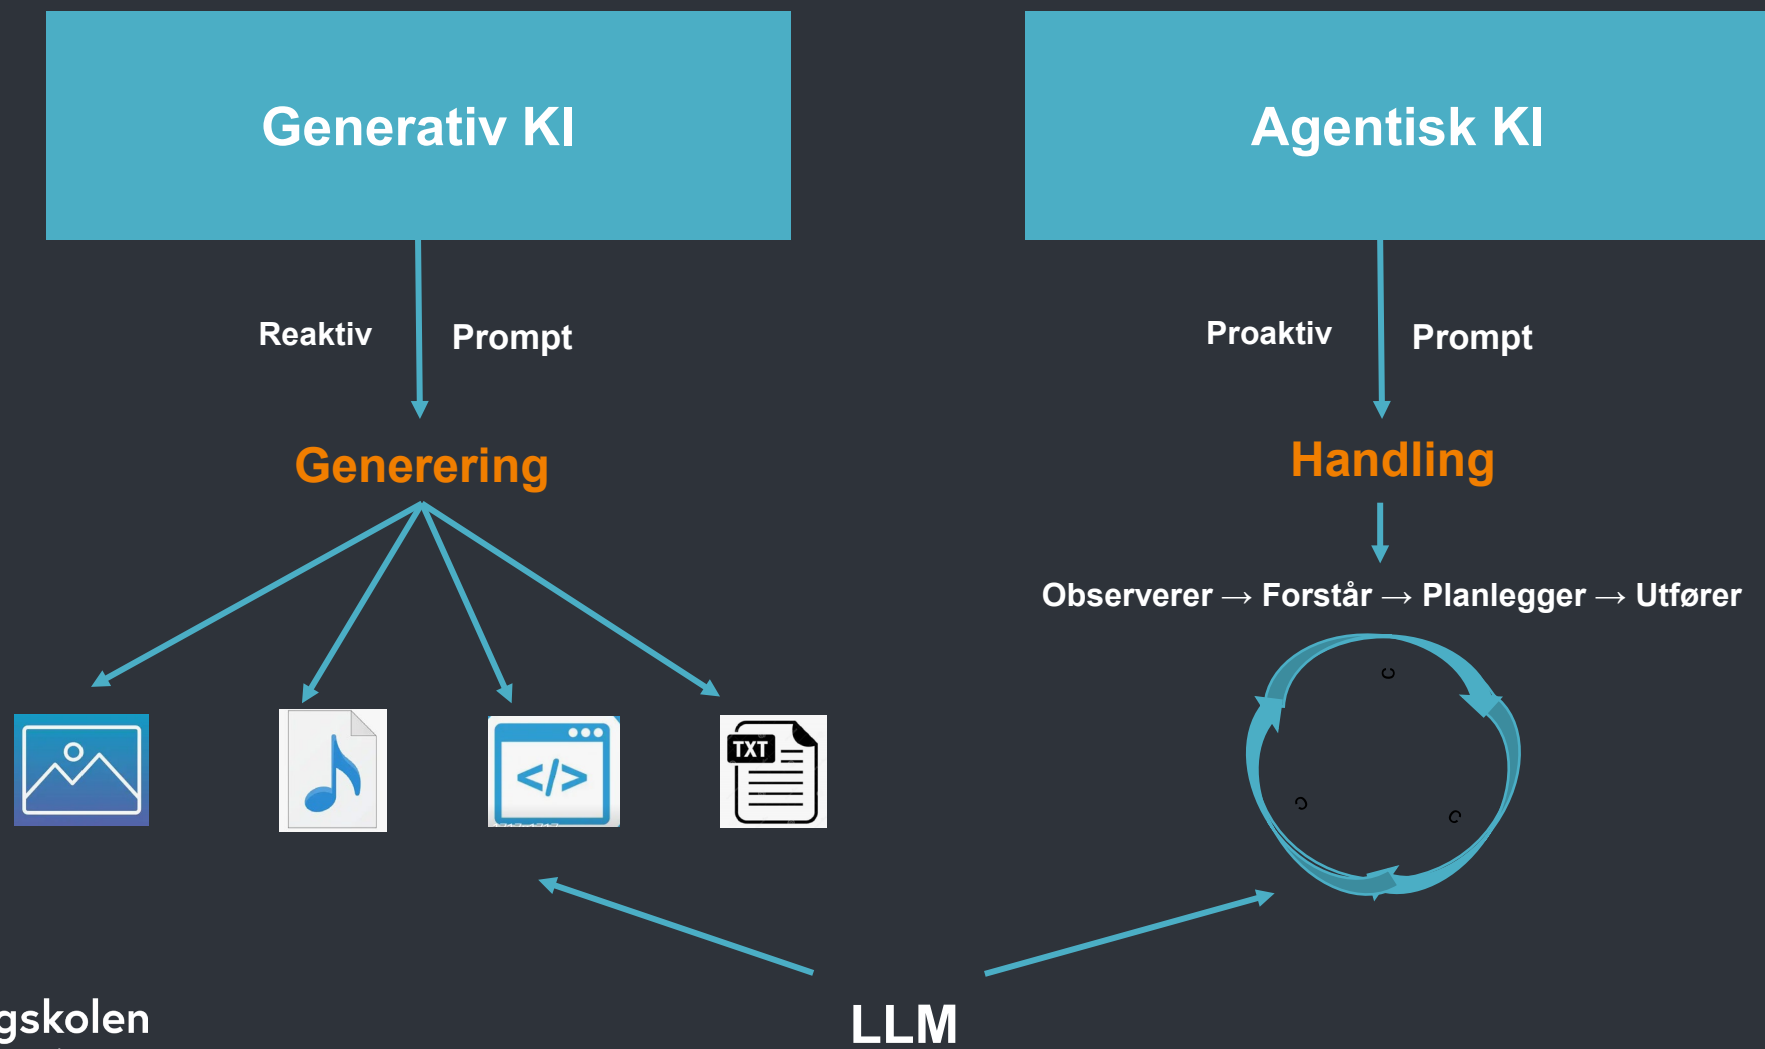 Generativ KI
Agentisk KI
Reaktiv
Prompt
Proaktiv
Prompt
Generering
Handling
Observerer → Forstår → Planlegger → Utfører
</>
TXT
LLM
gskolen